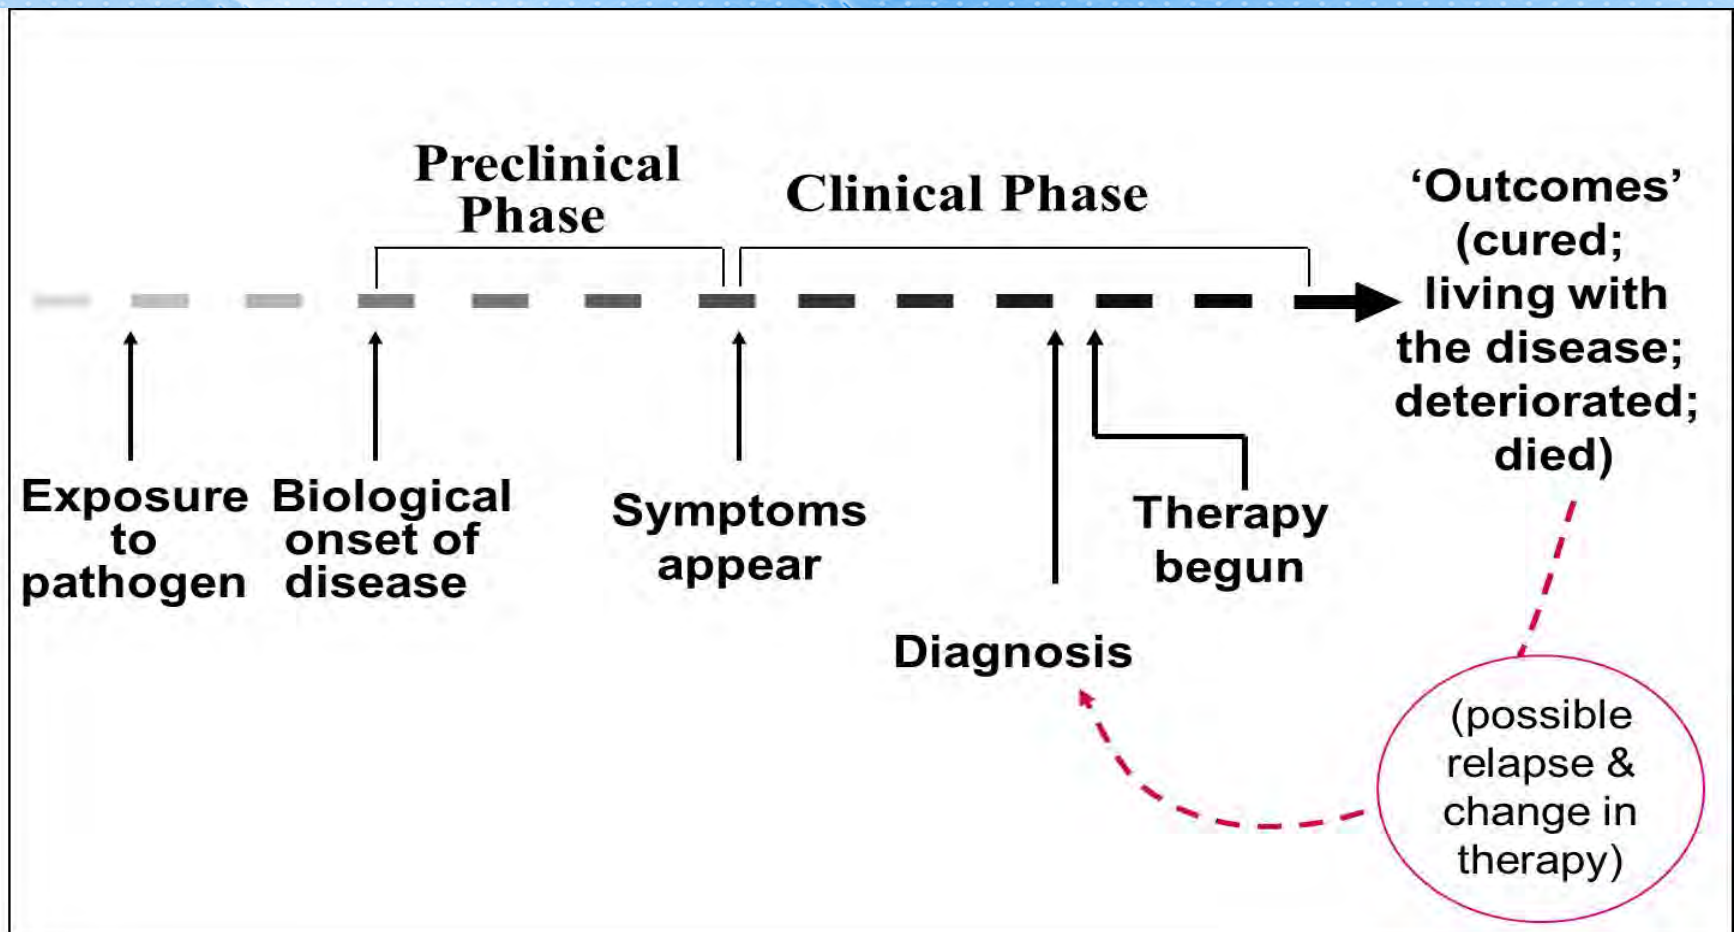 Preclinical
Phase
Clinical Phase
‘Outcomes’
(cured;
living with
the disease;
deteriorated;
died)
Exposure
to
pathogen
Biological
onset of
disease
Symptoms
appear
Diagnosis
Therapy
begun
(possible
relapse &
change in
therapy)